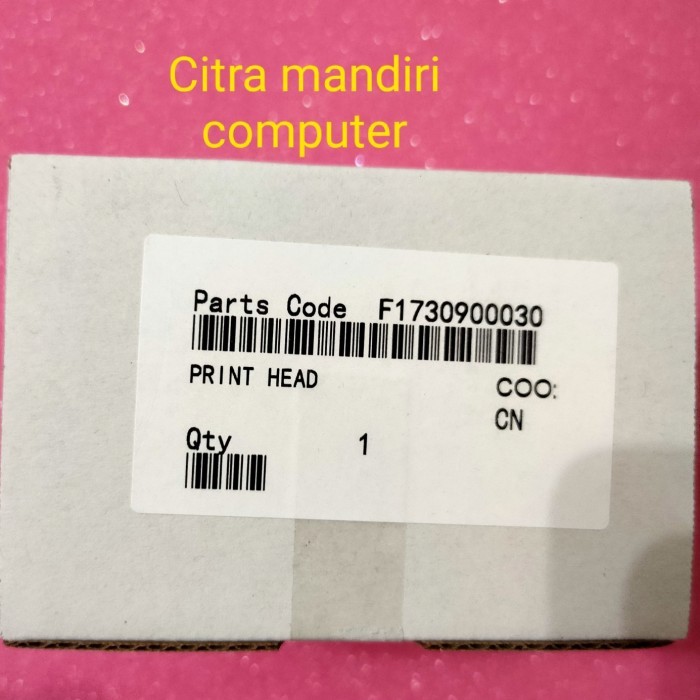 Citra mandiri
computer
Parts Code F1730900030
PRINT HEAD
COO:
CN
Qty 1